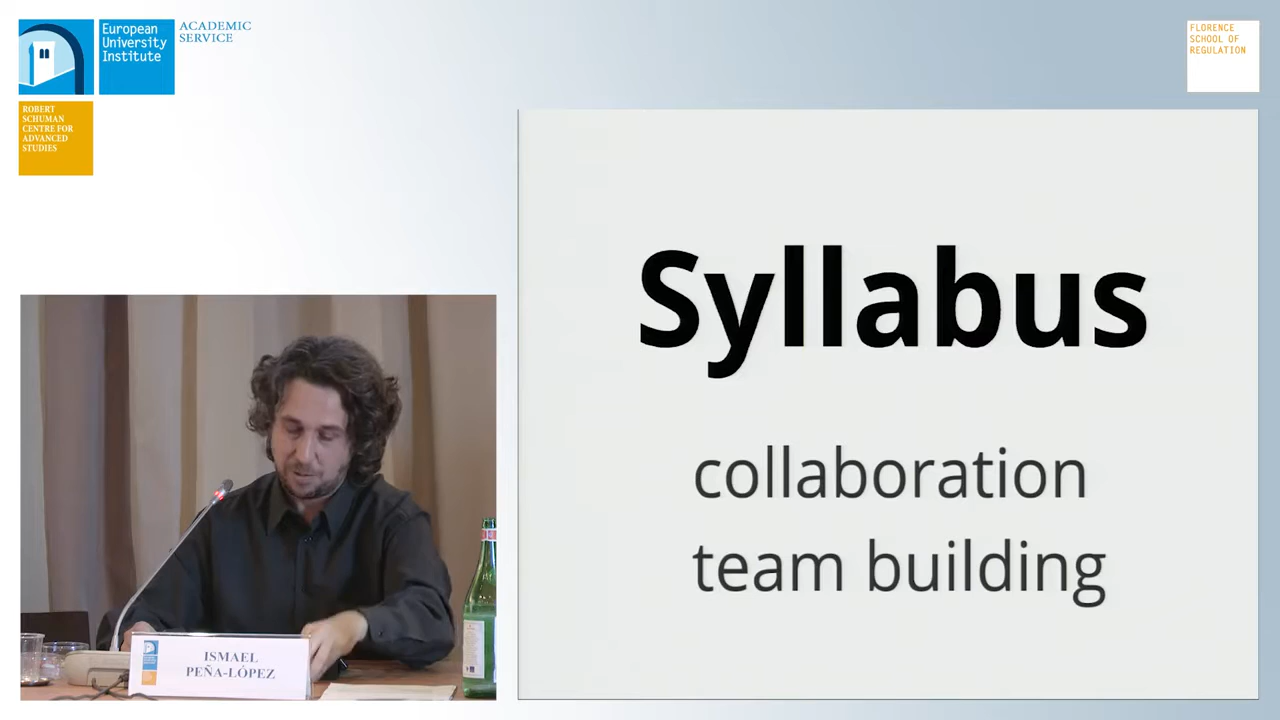 European
University
Institute
ACADEMIC
SERVICE
ROBERT
SCHUMAN
CENTRE FOR
ADVANCED
STUDIES
FLORENCE
SCHOOL OF
REGULATION
Syllabus
collaboration
team building
ISMAEL
PEÑA-LÓPEZ